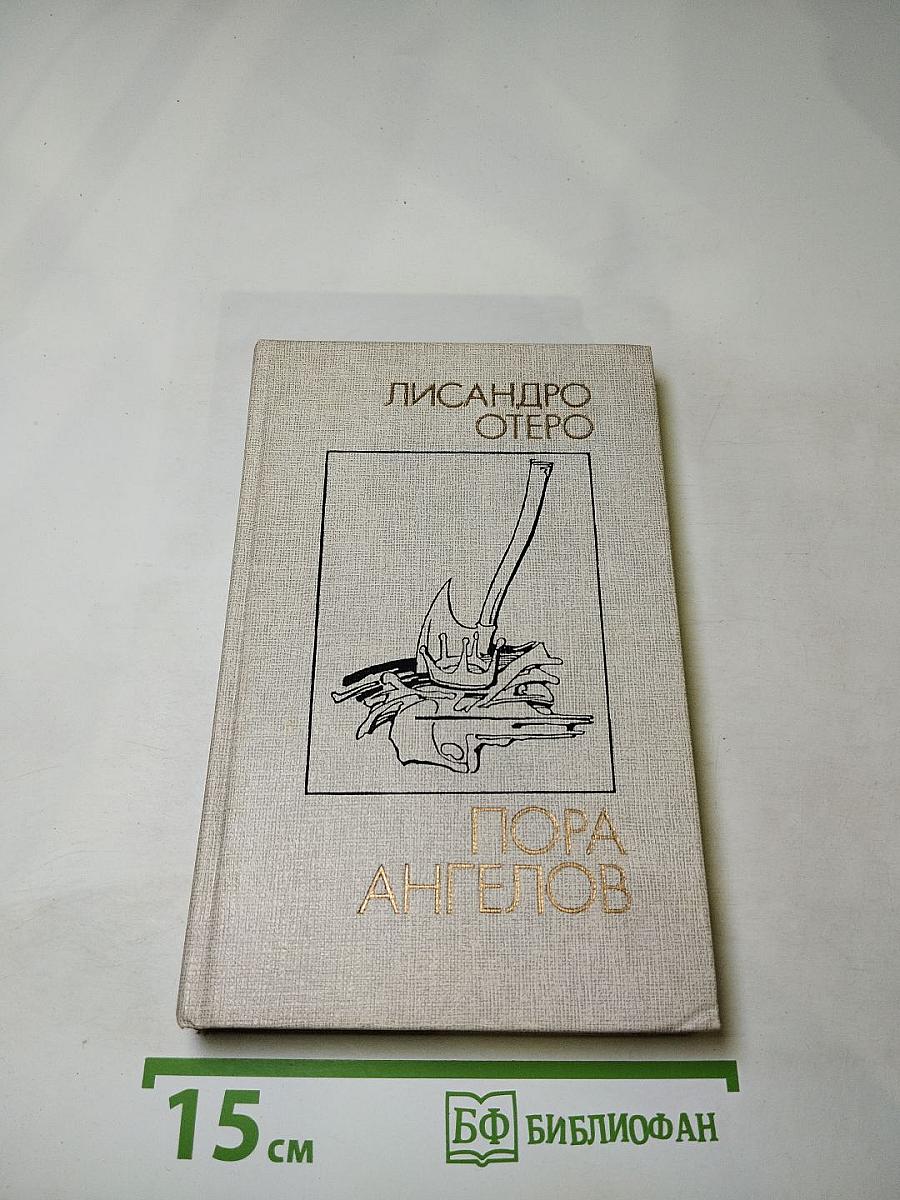 ЛИСАНДРО
ОТЕРО
ПОРА
АНГЕЛОВ
15 см
БФ БИБЛИОФАН